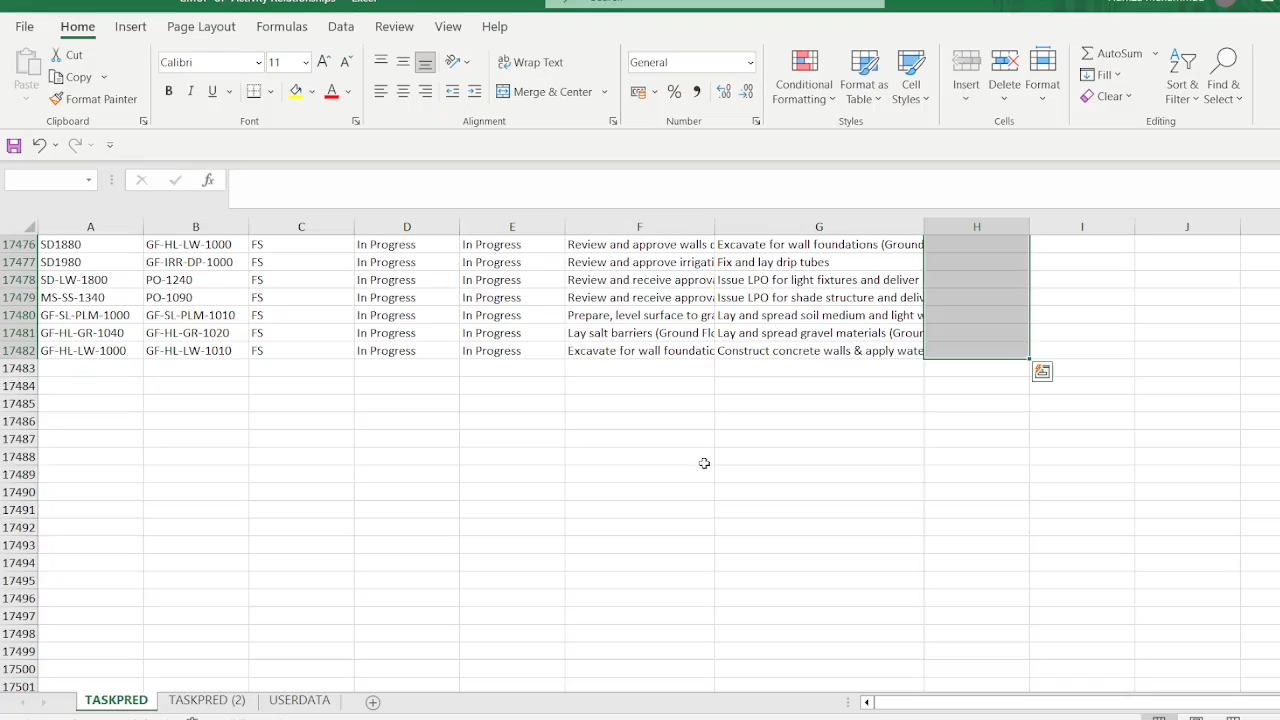 File Home Insert Page Layout Formulas Data Review View Help
Paste Cut Copy Format Painter Clipboard
Calibri 11 A A B I U A Font
Wrap Text Merge & Center Alignment
General % 9 .00 .0 Number
Conditional Formatting Format as Table Cell Styles Styles
Insert Delete Format Cells
AutoSum Fill Clear Sort & Filter Find & Select Editing
fx
A B C D E F G H I J
17476 SD1880 GF-HL-LW-1000 FS In Progress In Progress Review and approve walls Excavate for wall foundations (Ground
17477 SD1980 GF-IRR-DP-1000 FS In Progress In Progress Review and approve irrigati Fix and lay drip tubes
17478 SD-LW-1800 PO-1240 FS In Progress In Progress Review and receive approva Issue LPO for light fixtures and deliver
17479 MS-SS-1340 PO-1090 FS In Progress In Progress Review and receive approva Issue LPO for shade structure and deliv
17480 GF-SL-PLM-1000 GF-SL-PLM-1010 FS In Progress In Progress Prepare, level surface to gra Lay and spread soil medium and light w
17481 GF-HL-GR-1040 GF-HL-GR-1020 FS In Progress In Progress Lay salt barriers (Ground Flo Lay and spread gravel materials (Groun
17482 GF-HL-LW-1000 GF-HL-LW-1010 FS In Progress In Progress Excavate for wall foundatio Construct concrete walls & apply wate
17483
17484
17485
17486
17487
17488
17489
17490
17491
17492
17493
17494
17495
17496
17497
17498
17499
17500
17501
TASKPRED TASKPRED (2) USERDATA